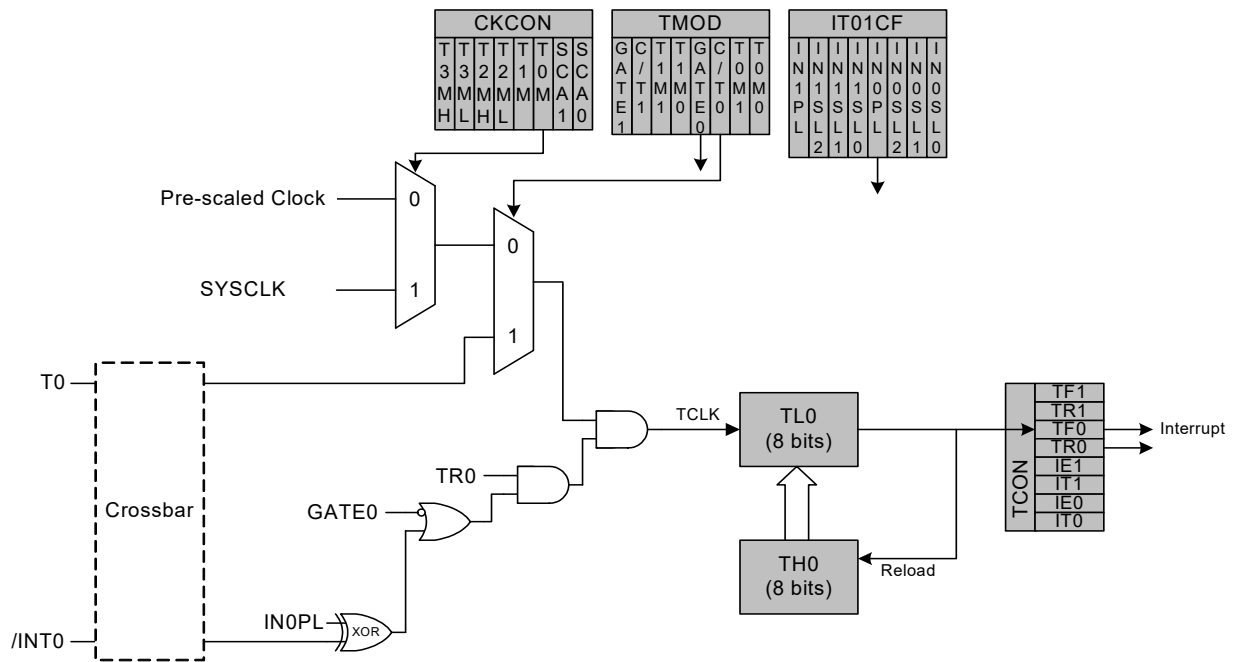 CKCON
T3MH
T3ML
T2MH
T2ML
T1M
T0M
SCA1
SCA0
TMOD
GATE1
C/T1
T1M1
T1M0
GATE0
C/T0
T0M1
T0M0
IT01CF
IN1PL
IN1SL2
IN1SL1
IN1SL0
IN0PL
IN0SL2
IN0SL1
IN0SL0
Pre-scaled Clock
0
SYSCLK
1
0
1
T0
Crossbar
/INT0
TR0
GATE0
IN0PL
XOR
TCLK
TL0
(8 bits)
TH0
(8 bits)
Reload
TCON
TF1
TR1
TF0
TR0
IE1
IT1
IE0
IT0
Interrupt